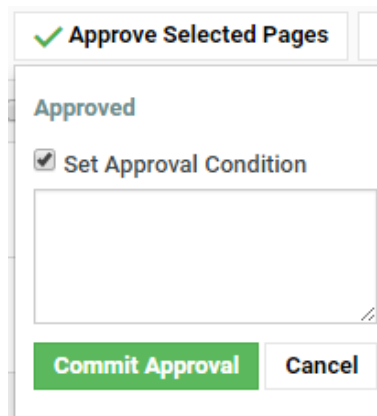 Approve Selected Pages
Approved
Set Approval Condition
Commit Approval Cancel